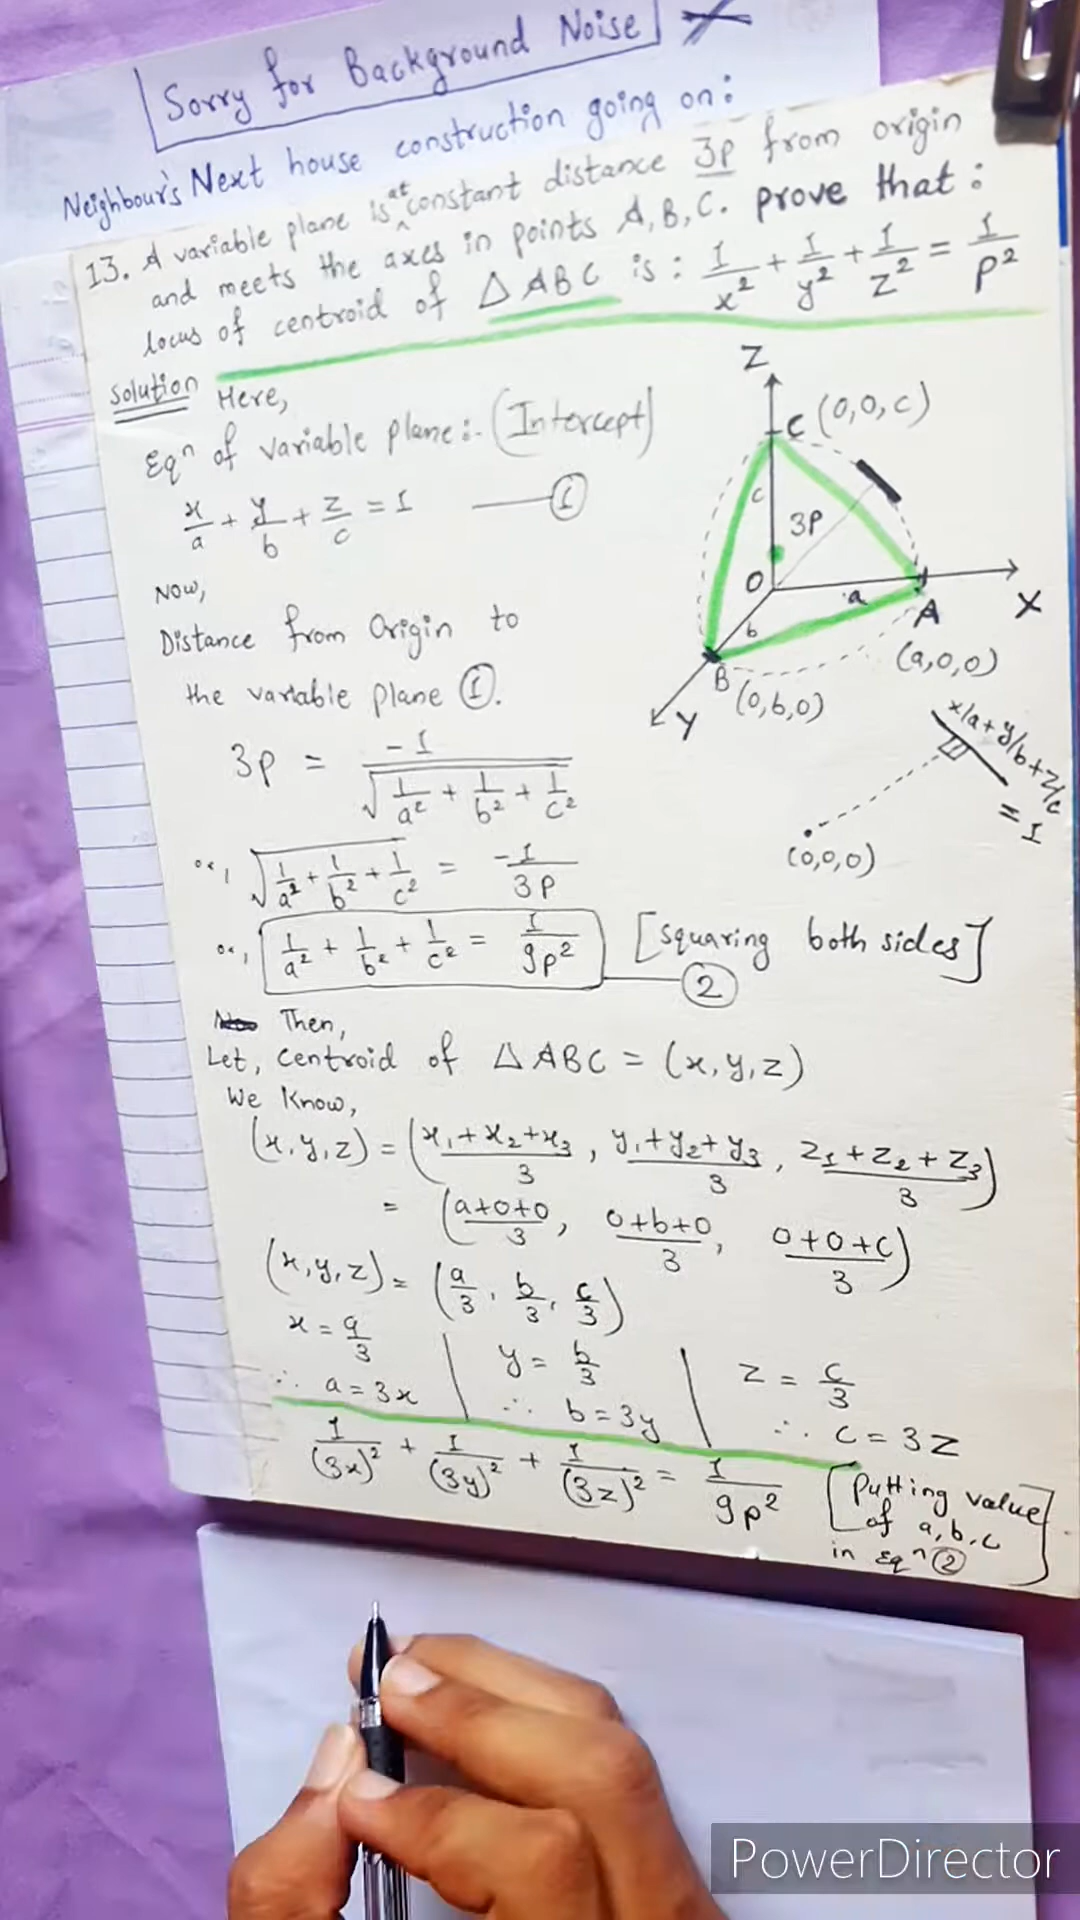 Sorry for Background Noise
Neighbour's Next house construction going on:
13. A variable plane is at constant distance 3p from origin
and meets the axes in points A, B, C. prove that:
locus of centroid of △ABC is: 1/x² + 1/y² + 1/z² = 1/p²
Solution Here,
Eqⁿ of variable plane:- (Intercept)
x/a + y/b + z/c = 1 — ①
Now,
Distance from Origin to
the variable plane ①.
3p = -1/√(1/a² + 1/b² + 1/c²)
or, √(1/a² + 1/b² + 1/c²) = -1/3p
or, 1/a² + 1/b² + 1/c² = 1/9p² [squaring both sides] — ②
Z
C (0,0,c)
c
3p
O
a
X
b
A
(a,0,0)
B (0,b,0)
Y
x/a + y/b + z/c
= 1
(0,0,0)
Then,
Let, centroid of △ABC = (x, y, z)
We Know,
(x, y, z) = (x₁+x₂+x₃/3, y₁+y₂+y₃/3, z₁+z₂+z₃/3)
= (a+0+0/3, 0+b+0/3, 0+0+c/3)
(x, y, z) = (a/3, b/3, c/3)
x = a/3 | y = b/3 | z = c/3
∴ a = 3x | ∴ b = 3y | ∴ c = 3z
1/(3x)² + 1/(3y)² + 1/(3z)² = 1/9p² [Putting value
of a, b, c
in Eqⁿ ②]
PowerDirector